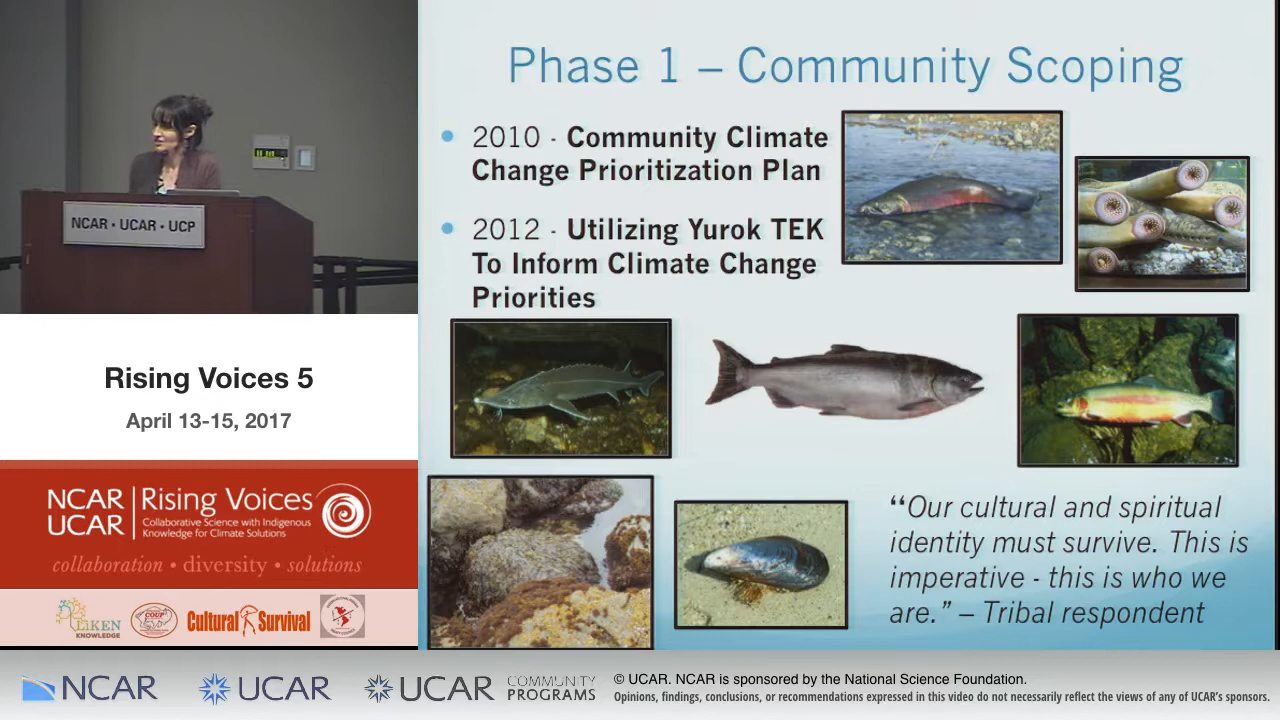 NCAR • UCAR • UCP
Rising Voices 5
April 13-15, 2017
NCAR
UCAR
Rising Voices
Collaborative Science with Indigenous
Knowledge for Climate Solutions
collaboration • diversity • solutions
LIKEN
KNOWLEDGE
COUP
Cultural Survival
Phase 1 – Community Scoping
• 2010 - Community Climate
Change Prioritization Plan
• 2012 - Utilizing Yurok TEK
To Inform Climate Change
Priorities
“Our cultural and spiritual
identity must survive. This is
imperative - this is who we
are.” – Tribal respondent
NCAR
UCAR
UCAR
COMMUNITY
PROGRAMS
© UCAR. NCAR is sponsored by the National Science Foundation.
Opinions, findings, conclusions, or recommendations expressed in this video do not necessarily reflect the views of any of UCAR's sponsors.